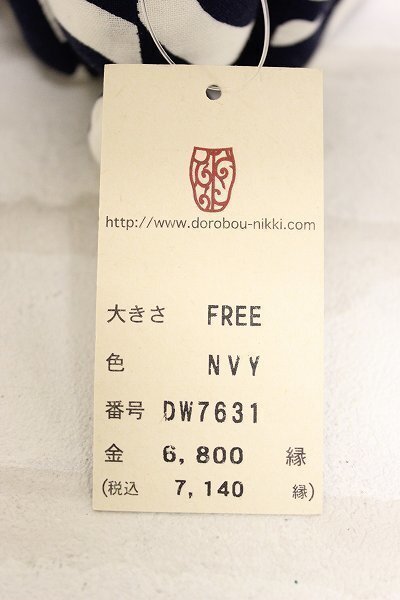 http://www.dorobou-nikki.com
大きさ FREE
色 NVY
番号 DW7631
金 6,800 縁
(税込 7,140 縁)